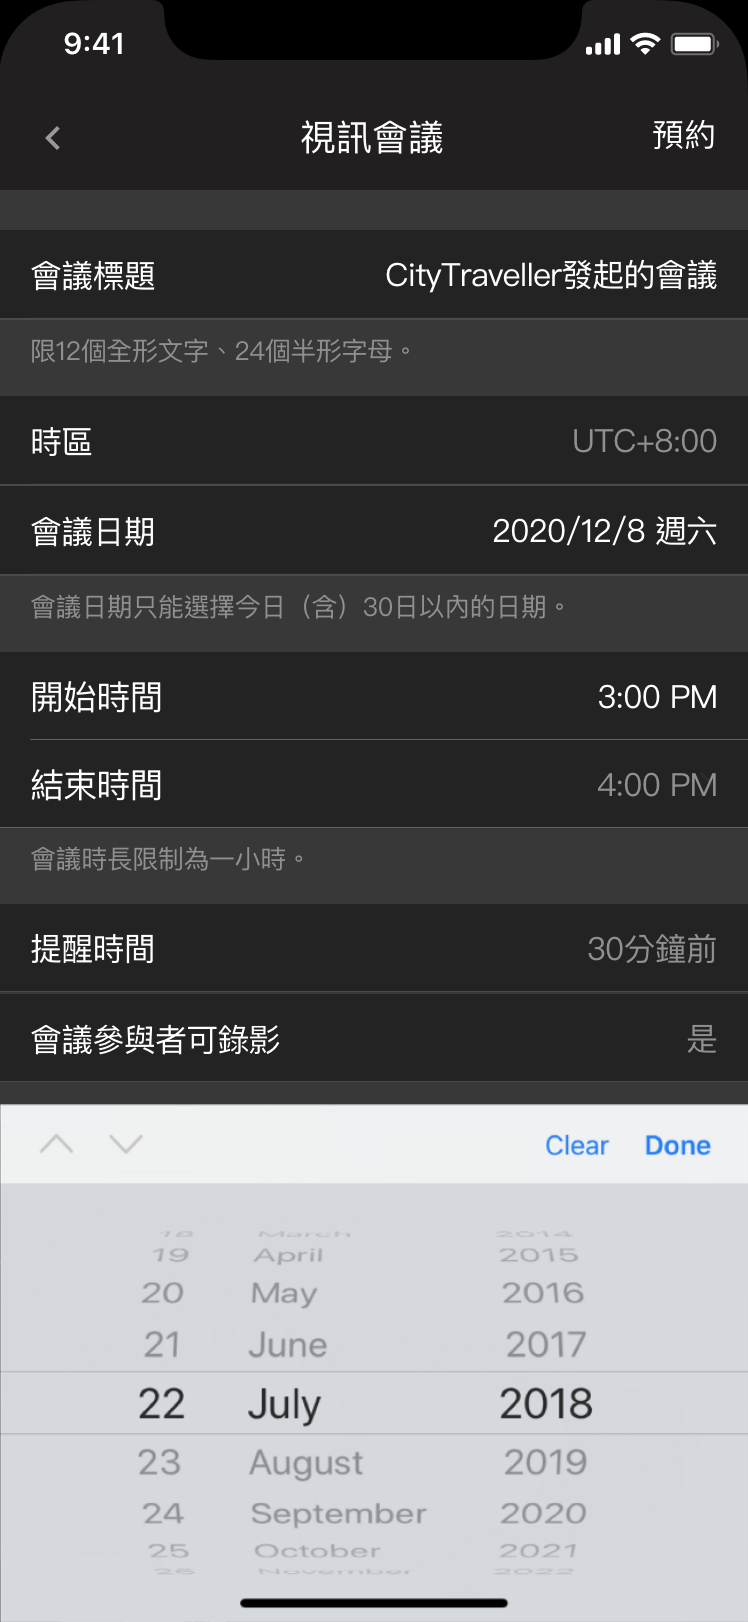 9:41
視訊會議 預約
會議標題 CityTraveller發起的會議
限12個全形文字、24個半形字母。
時區 UTC+8:00
會議日期 2020/12/8 週六
會議日期只能選擇今日（含）30日以內的日期。
開始時間 3:00 PM
結束時間 4:00 PM
會議時長限制為一小時。
提醒時間 30分鐘前
會議參與者可錄影 是
Clear Done
18 March 2014
19 April 2015
20 May 2016
21 June 2017
22 July 2018
23 August 2019
24 September 2020
25 October 2021
26 November 2022